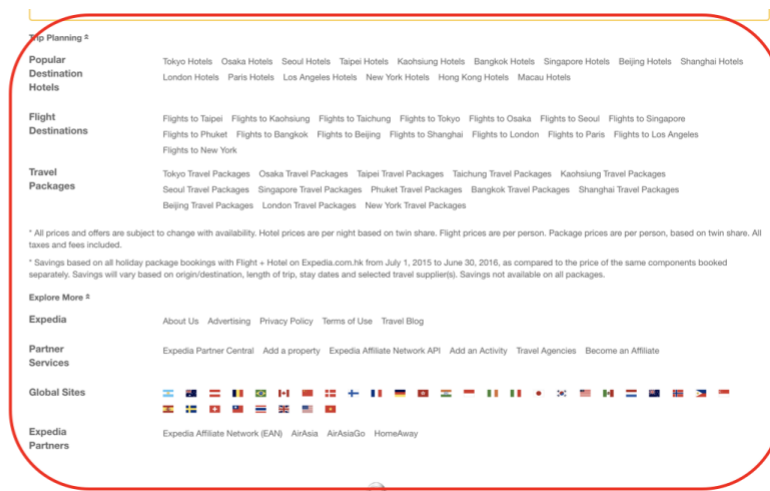 Trip Planning
Popular Destination Hotels
Tokyo Hotels Osaka Hotels Seoul Hotels Taipei Hotels Kaohsiung Hotels Bangkok Hotels Singapore Hotels Beijing Hotels Shanghai Hotels
London Hotels Paris Hotels Los Angeles Hotels New York Hotels Hong Kong Hotels Macau Hotels
Flight Destinations
Flights to Taipei Flights to Kaohsiung Flights to Taichung Flights to Tokyo Flights to Osaka Flights to Seoul Flights to Singapore
Flights to Phuket Flights to Bangkok Flights to Beijing Flights to Shanghai Flights to London Flights to Paris Flights to Los Angeles
Flights to New York
Travel Packages
Tokyo Travel Packages Osaka Travel Packages Taipei Travel Packages Taichung Travel Packages Kaohsiung Travel Packages
Seoul Travel Packages Singapore Travel Packages Phuket Travel Packages Bangkok Travel Packages Shanghai Travel Packages
Beijing Travel Packages London Travel Packages New York Travel Packages
* All prices and offers are subject to change with availability. Hotel prices are per night based on twin share. Flight prices are per person. Package prices are per person, based on twin share. All
taxes and fees included.
* Savings based on all holiday package bookings with Flight + Hotel on Expedia.com.hk from July 1, 2015 to June 30, 2016, as compared to the price of the same components booked
separately. Savings will vary based on origin/destination, length of trip, stay dates and selected travel supplier(s). Savings not available on all packages.
Explore More
Expedia
About Us Advertising Privacy Policy Terms of Use Travel Blog
Partner Services
Expedia Partner Central Add a property Expedia Affiliate Network API Add an Activity Travel Agencies Become an Affiliate
Global Sites
Expedia Partners
Expedia Affiliate Network (EAN) AirAsia AirAsiaGo HomeAway